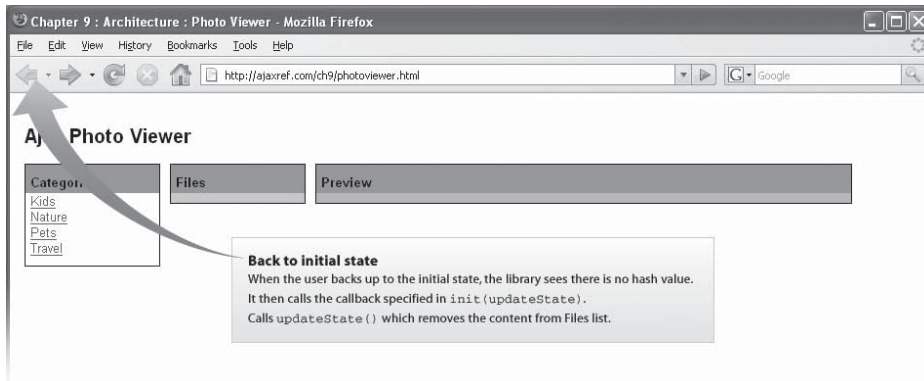 Chapter 9 : Architecture : Photo Viewer - Mozilla Firefox
File Edit View History Bookmarks Tools Help
http://ajaxref.com/ch9/photoviewer.html
G Google
Photo Viewer
Files
Preview
Kids
Nature
Pets
Travel
Back to initial state
When the user backs up to the initial state, the library sees there is no hash value.
It then calls the callback specified in init(updateState).
Calls updateState() which removes the content from Files list.